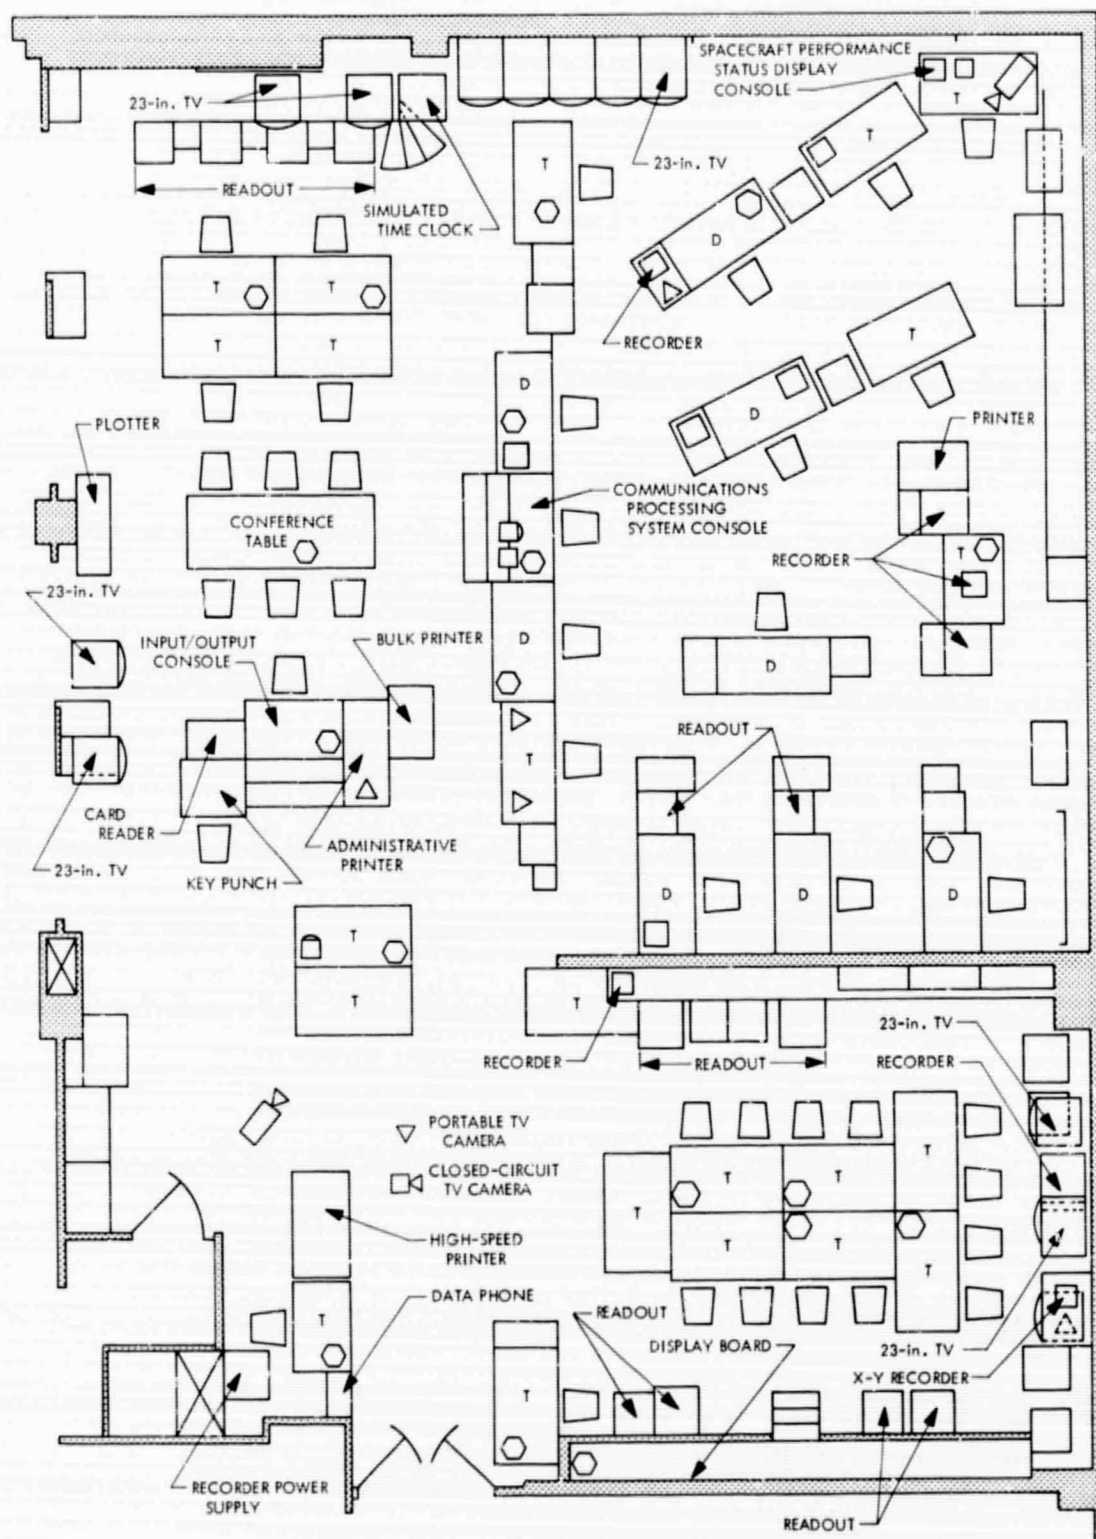 SPACECRAFT PERFORMANCE
STATUS DISPLAY
CONSOLE
T
23-in. TV
T
T
23-in. TV
READOUT
SIMULATED
TIME CLOCK
D
T
T
RECORDER
T
T
T
D
D
PLOTTER
PRINTER
COMMUNICATIONS
PROCESSING
SYSTEM CONSOLE
CONFERENCE
TABLE
RECORDER
T
23-in. TV
INPUT/OUTPUT
CONSOLE
BULK PRINTER
D
D
READOUT
T
CARD
READER
ADMINISTRATIVE
PRINTER
23-in. TV
KEY PUNCH
D
D
D
T
T
T
23-in. TV
RECORDER
READOUT
RECORDER
PORTABLE TV
CAMERA
CLOSED-CIRCUIT
TV CAMERA
T
T
T
T
HIGH-SPEED
PRINTER
T
T
T
DATA PHONE
READOUT
T
DISPLAY BOARD
23-in. TV
X-Y RECORDER
T
RECORDER POWER
SUPPLY
READOUT